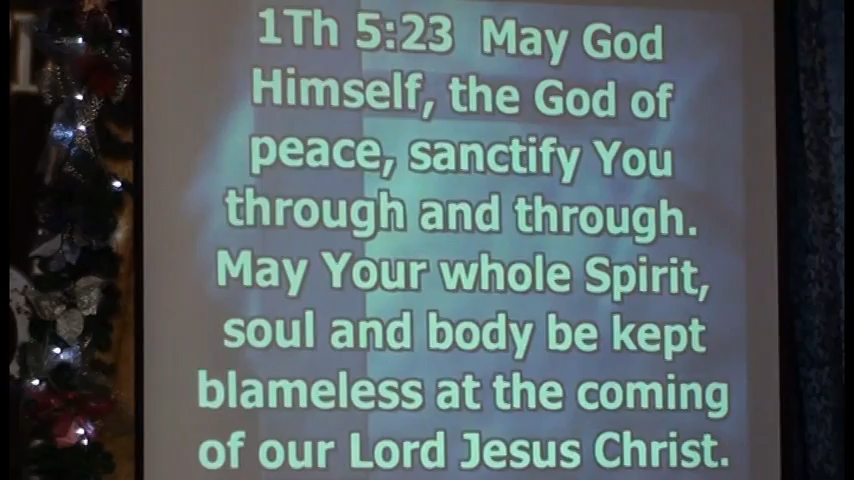 1Th 5:23 May God
Himself, the God of
peace, sanctify You
through and through.
May Your whole Spirit,
soul and body be kept
blameless at the coming
of our Lord Jesus Christ.